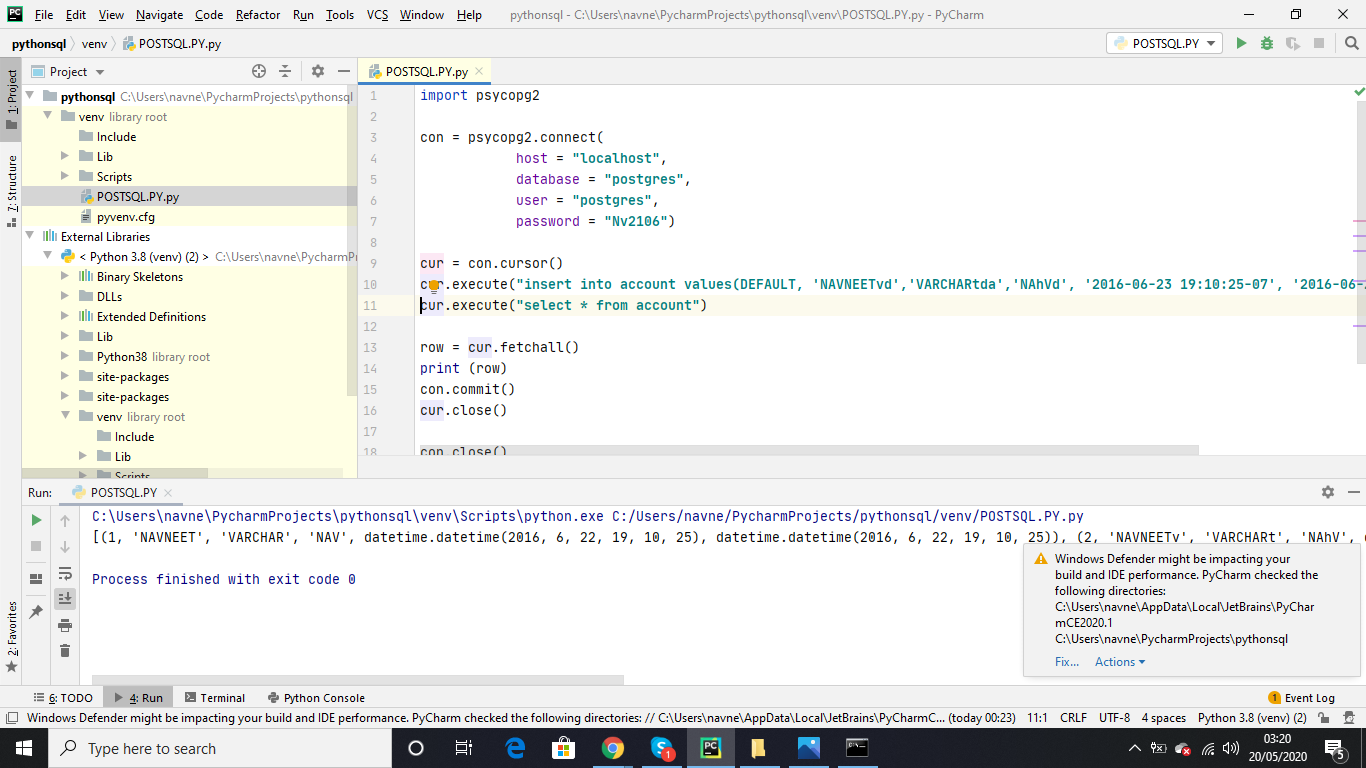 File Edit View Navigate Code Refactor Run Tools VCS Window Help pythonsql - C:\Users\navne\PycharmProjects\pythonsql\venv\POSTSQL.PY.py - PyCharm
pythonsql venv POSTSQL.PY.py POSTSQL.PY
1: Project
7: Structure
2: Favorites
Project
pythonsql C:\Users\navne\PycharmProjects\pythonsql
venv library root
Include
Lib
Scripts
POSTSQL.PY.py
pyvenv.cfg
External Libraries
< Python 3.8 (venv) (2) > C:\Users\navne\PycharmP
Binary Skeletons
DLLs
Extended Definitions
Lib
Python38 library root
site-packages
site-packages
venv library root
Include
Lib
Scripts
POSTSQL.PY.py
1 import psycopg2
2
3 con = psycopg2.connect(
4 host = "localhost",
5 database = "postgres",
6 user = "postgres",
7 password = "Nv2106")
8
9 cur = con.cursor()
10 cur.execute("insert into account values(DEFAULT, 'NAVNEETvd','VARCHARtda','NAhVd', '2016-06-23 19:10:25-07', '2016-06-2
11 cur.execute("select * from account")
12
13 row = cur.fetchall()
14 print (row)
15 con.commit()
16 cur.close()
17
18 con.close()
Run: POSTSQL.PY
C:\Users\navne\PycharmProjects\pythonsql\venv\Scripts\python.exe C:/Users/navne/PycharmProjects/pythonsql/venv/POSTSQL.PY.py
[(1, 'NAVNEET', 'VARCHAR', 'NAV', datetime.datetime(2016, 6, 22, 19, 10, 25), datetime.datetime(2016, 6, 22, 19, 10, 25)), (2, 'NAVNEETv', 'VARCHARt', 'NAhV',
Process finished with exit code 0
Windows Defender might be impacting your
build and IDE performance. PyCharm checked the
following directories:
C:\Users\navne\AppData\Local\JetBrains\PyChar
mCE2020.1
C:\Users\navne\PycharmProjects\pythonsql
Fix... Actions
6: TODO 4: Run Terminal Python Console 1 Event Log
Windows Defender might be impacting your build and IDE performance. PyCharm checked the following directories: // C:\Users\navne\AppData\Local\JetBrains\PyCharmC... (today 00:23) 11:1 CRLF UTF-8 4 spaces Python 3.8 (venv) (2)
Type here to search 1 03:20
20/05/2020 5